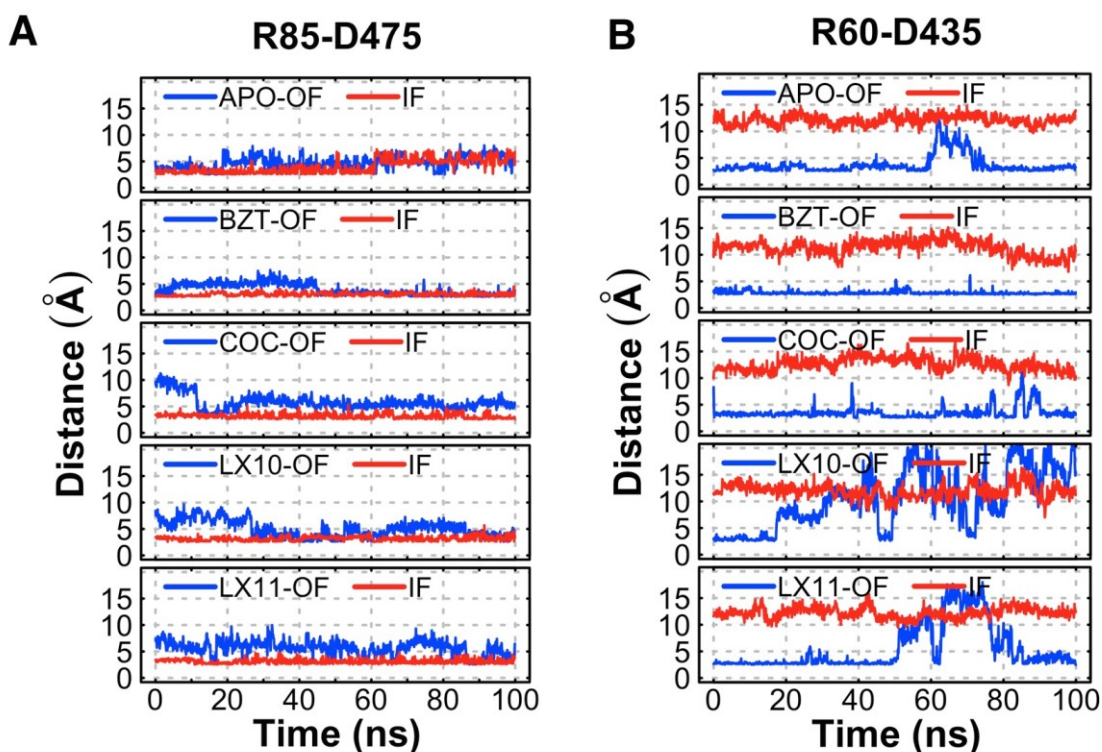 A
R85-D475
Distance (Å)
APO-OF IF
15
10
5
0
BZT-OF IF
15
10
5
0
COC-OF IF
15
10
5
0
LX10-OF IF
15
10
5
0
LX11-OF IF
15
10
5
0
0 20 40 60 80 100
Time (ns)
B
R60-D435
Distance (Å)
APO-OF IF
15
10
5
0
BZT-OF IF
15
10
5
0
COC-OF IF
15
10
5
0
LX10-OF IF
15
10
5
0
LX11-OF IF
15
10
5
0
0 20 40 60 80 100
Time (ns)